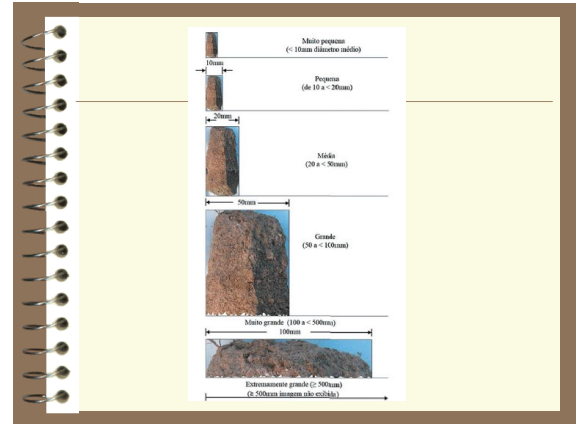 Muito pequena
(< 10mm diâmetro médio)
10mm
Pequena
(de 10 a < 20mm)
20mm
Média
(20 a < 50mm)
50mm
Grande
(50 a < 100mm)
Muito grande (100 a < 500mm)
100mm
Extremamente grande (≥ 500mm)
(≥ 500mm imagem não exibida)